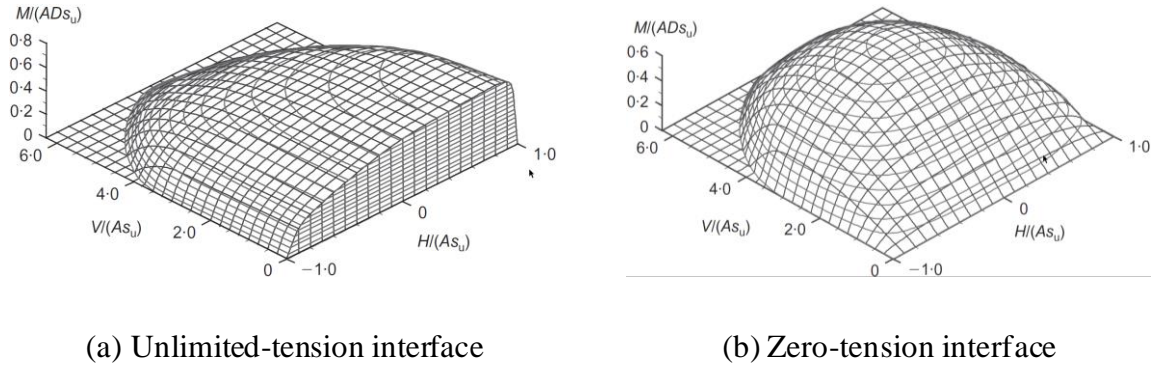 M/(ADsᵤ)
0·8
0·6
0·4
0·2
0
6·0
4·0
V/(Asᵤ)
2·0
0
−1·0
0
H/(Asᵤ)
1·0
M/(ADsᵤ)
0·6
0·4
0·2
0
6·0
4·0
V/(Asᵤ)
2·0
0
−1·0
0
H/(Asᵤ)
1·0
(a) Unlimited-tension interface
(b) Zero-tension interface